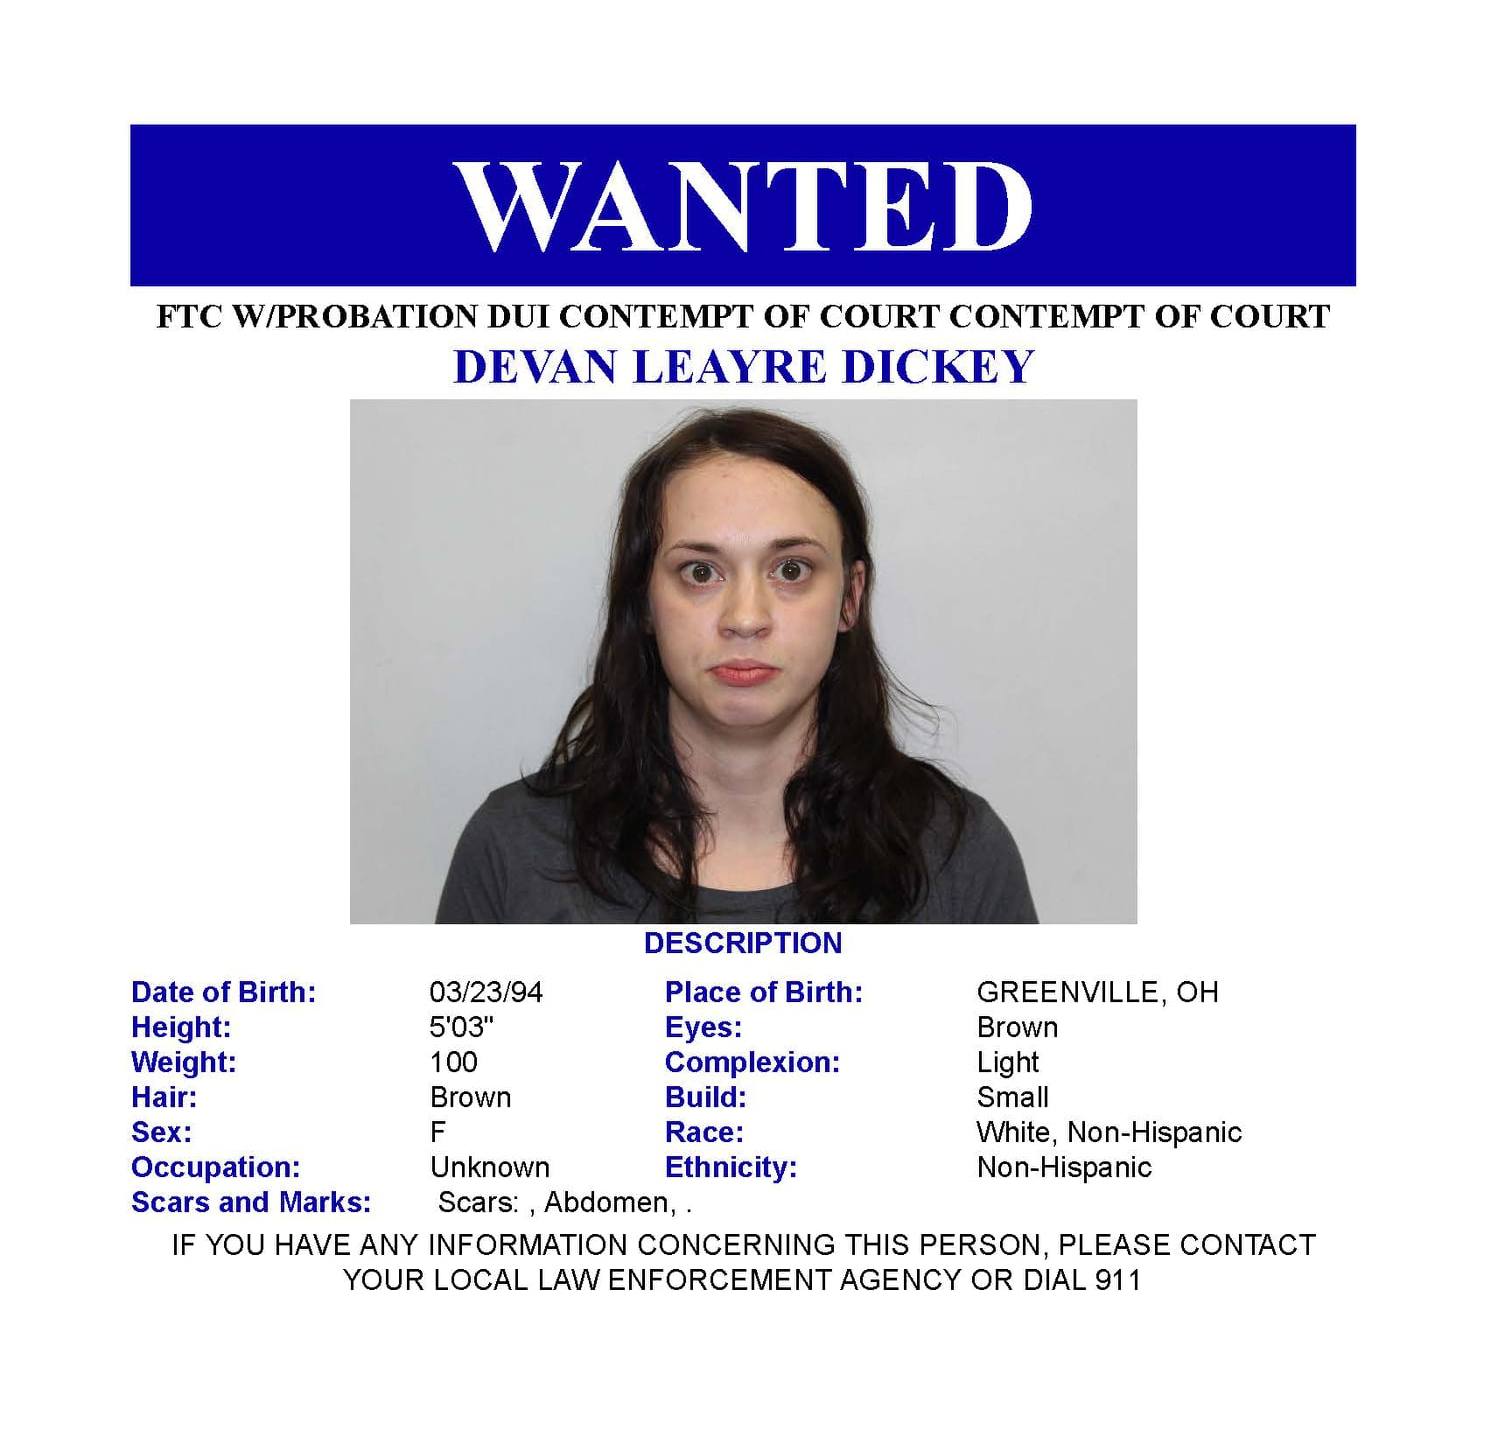 WANTED
FTC W/PROBATION DUI CONTEMPT OF COURT CONTEMPT OF COURT
DEVAN LEAYRE DICKEY
DESCRIPTION
Date of Birth: 03/23/94 Place of Birth: GREENVILLE, OH
Height: 5'03" Eyes: Brown
Weight: 100 Complexion: Light
Hair: Brown Build: Small
Sex: F Race: White, Non-Hispanic
Occupation: Unknown Ethnicity: Non-Hispanic
Scars and Marks: Scars: , Abdomen, .
IF YOU HAVE ANY INFORMATION CONCERNING THIS PERSON, PLEASE CONTACT
YOUR LOCAL LAW ENFORCEMENT AGENCY OR DIAL 911